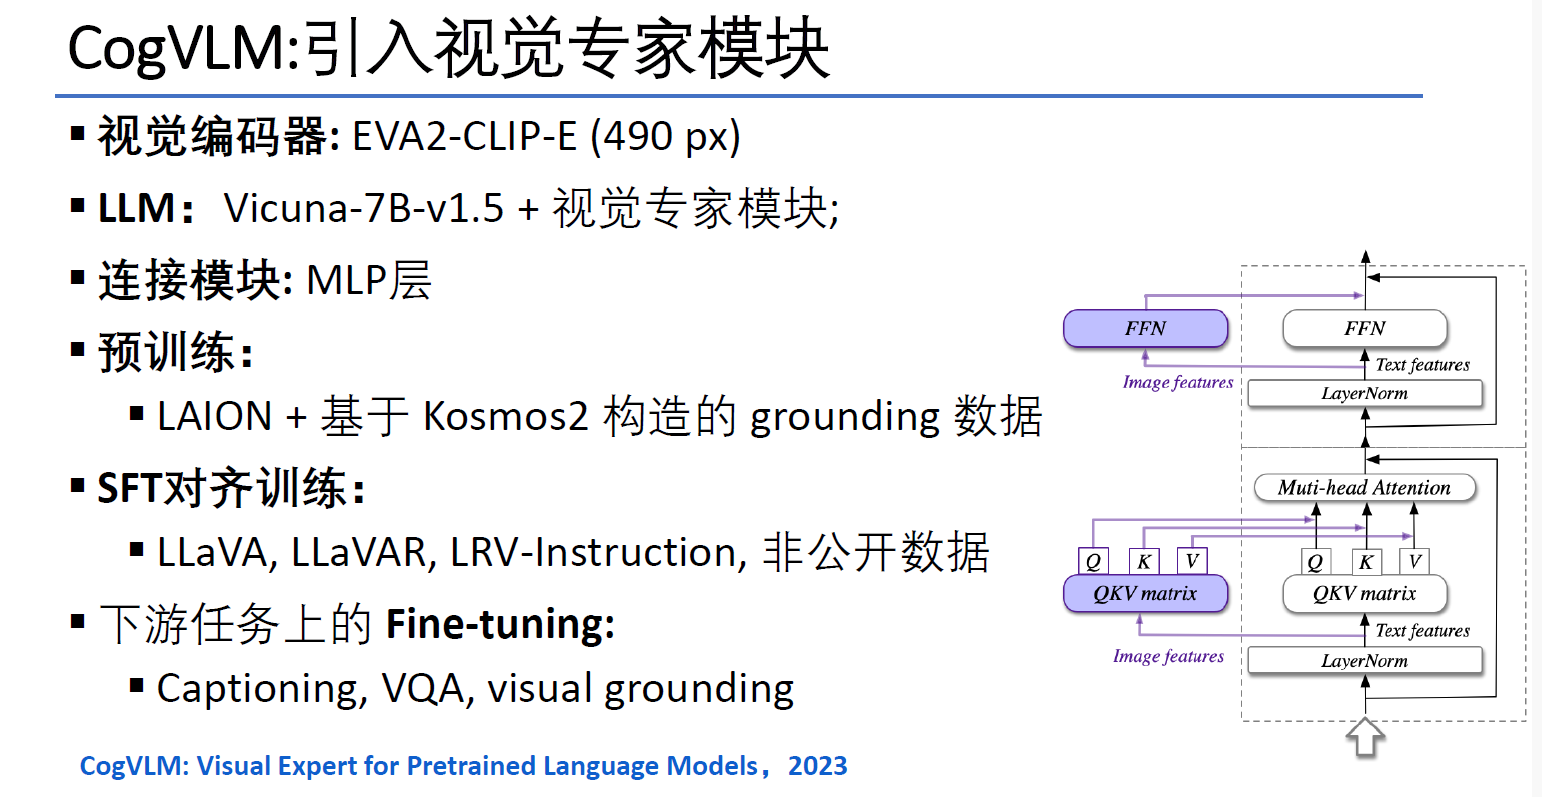 CogVLM:引入视觉专家模块
▪ 视觉编码器: EVA2-CLIP-E (490 px)
▪ LLM：Vicuna-7B-v1.5 + 视觉专家模块;
▪ 连接模块: MLP层
▪ 预训练：
▪ LAION + 基于 Kosmos2 构造的 grounding 数据
▪ SFT对齐训练：
▪ LLaVA, LLaVAR, LRV-Instruction, 非公开数据
▪ 下游任务上的 Fine-tuning:
▪ Captioning, VQA, visual grounding
CogVLM: Visual Expert for Pretrained Language Models，2023
FFN
FFN
Text features
Image features
LayerNorm
Muti-head Attention
Q K V
Q K V
QKV matrix
QKV matrix
Text features
Image features
LayerNorm